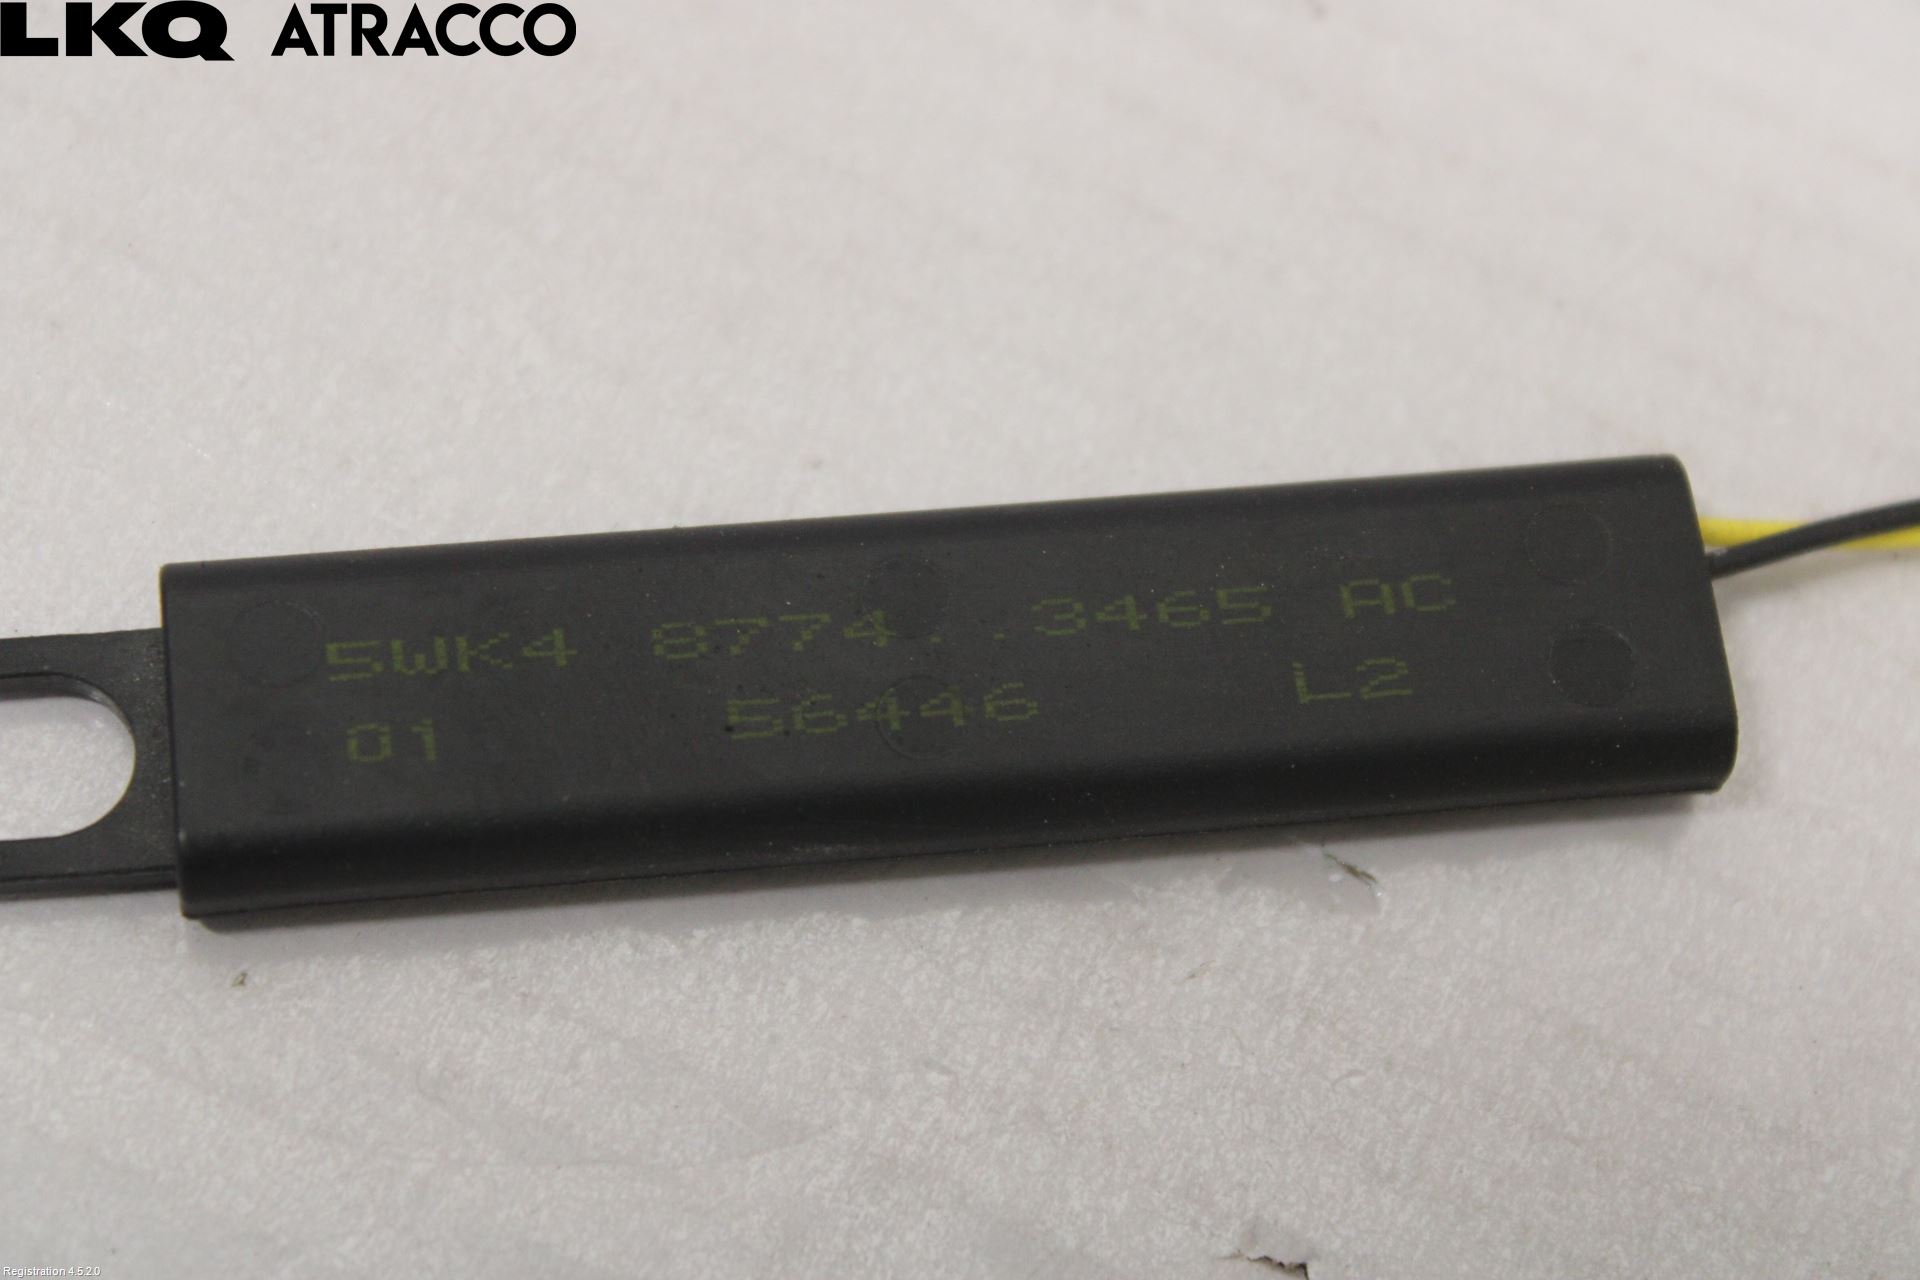 LKQ ATRACCO
5WK4 8774..3465 AC
01 56446 L2
Registration 4.5.2.0